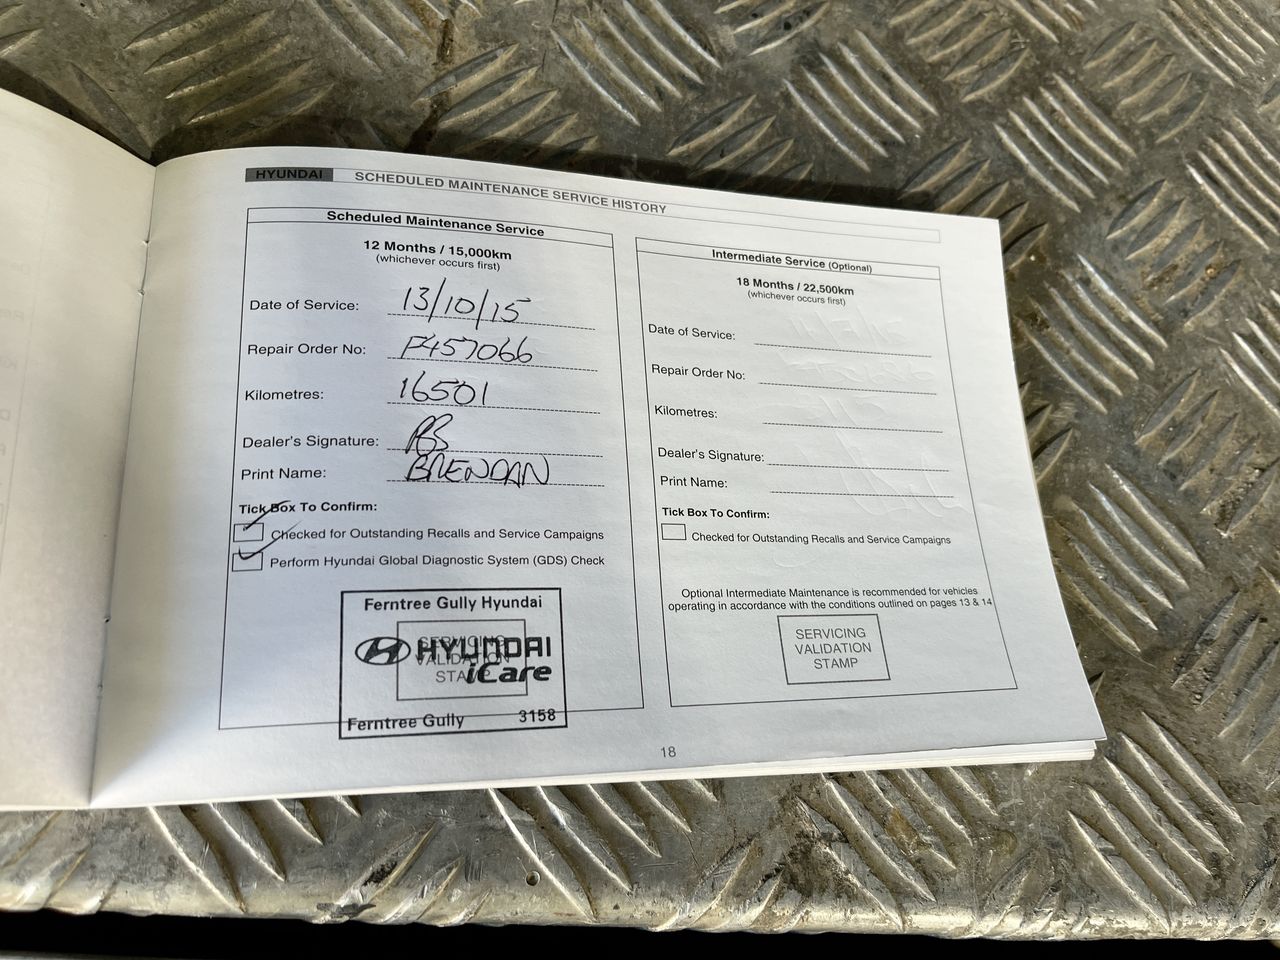 HYUNDAI SCHEDULED MAINTENANCE SERVICE HISTORY
Scheduled Maintenance Service
12 Months / 15,000km
(whichever occurs first)
Date of Service: 13/10/15
Repair Order No: F457066
Kilometres: 16501
Dealer's Signature:
Print Name: BRENDAN
Tick Box To Confirm:
Checked for Outstanding Recalls and Service Campaigns
Perform Hyundai Global Diagnostic System (GDS) Check
SERVICING
VALIDATION
STAMP
Ferntree Gully Hyundai
HYUNDAI
iCare
Ferntree Gully 3158
Intermediate Service (Optional)
18 Months / 22,500km
(whichever occurs first)
Date of Service:
Repair Order No:
Kilometres:
Dealer's Signature:
Print Name:
Tick Box To Confirm:
Checked for Outstanding Recalls and Service Campaigns
Optional Intermediate Maintenance is recommended for vehicles
operating in accordance with the conditions outlined on pages 13 & 14
SERVICING
VALIDATION
STAMP
18